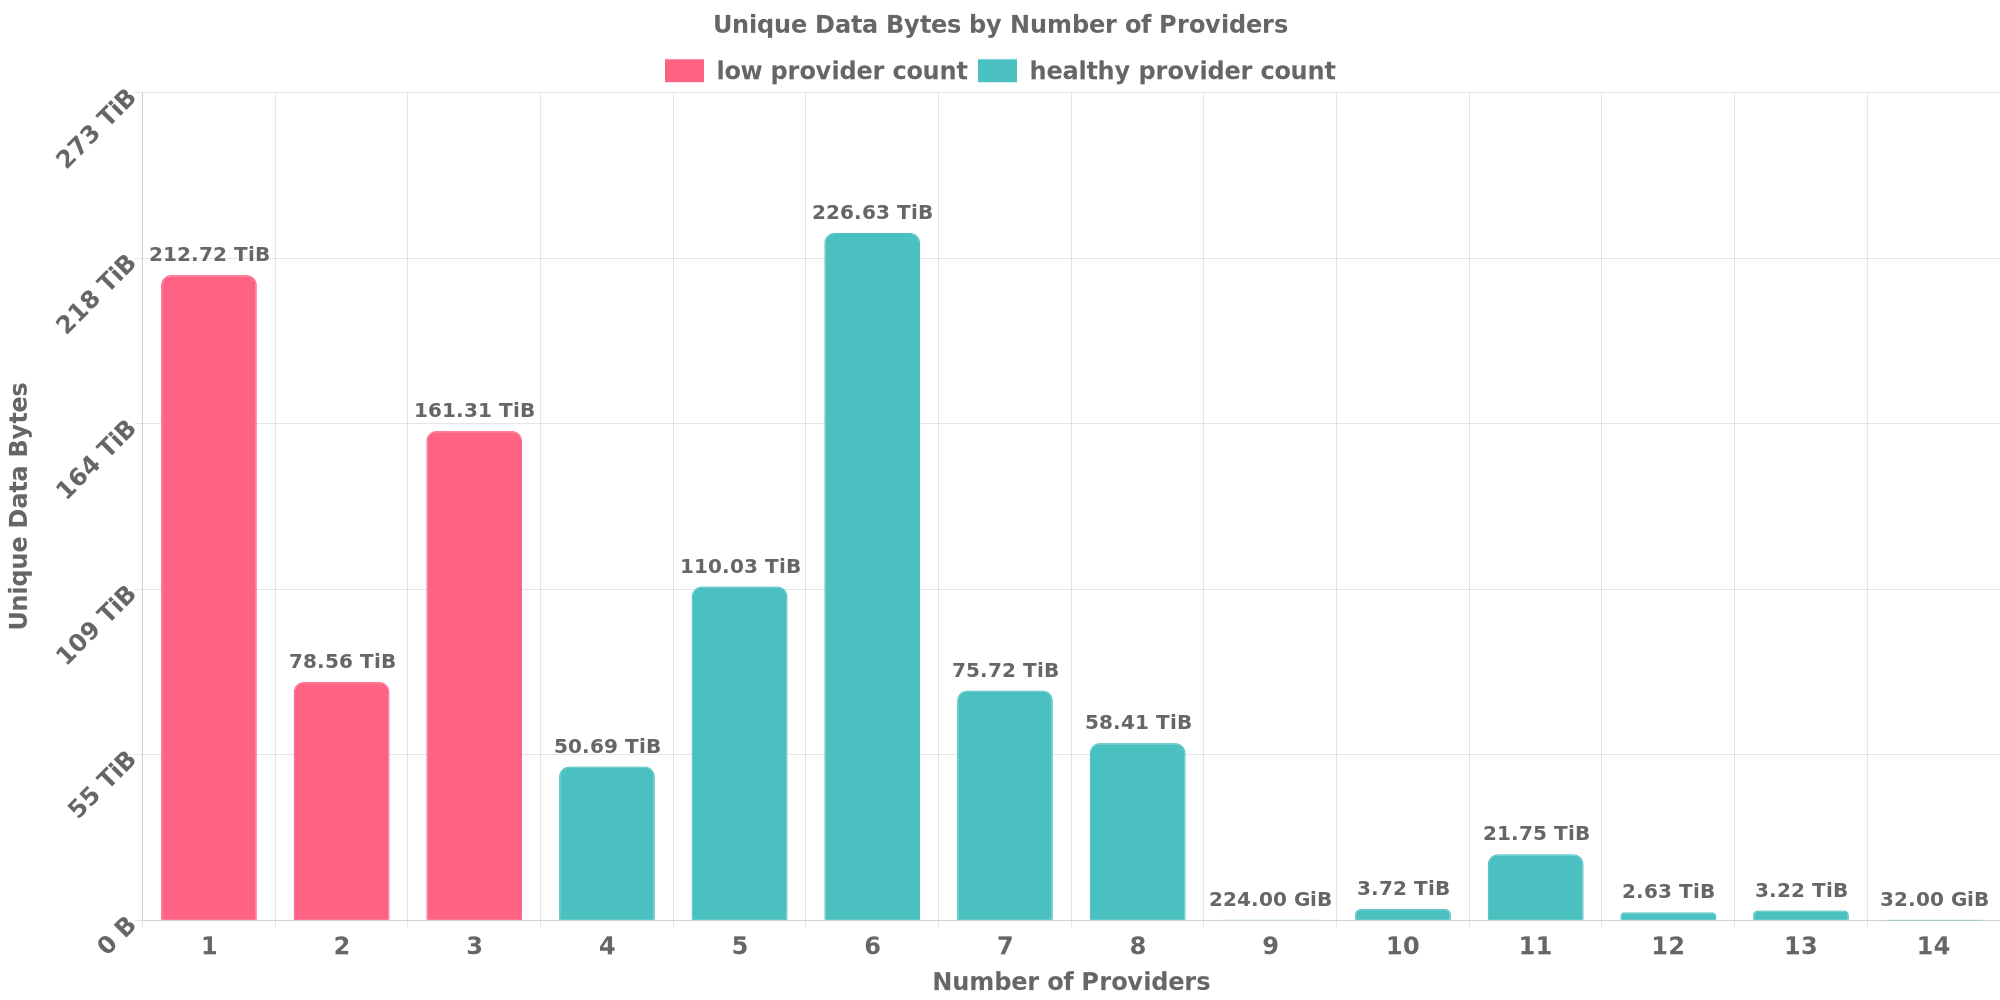 Unique Data Bytes by Number of Providers
low provider count healthy provider count
273 TiB
218 TiB
164 TiB
109 TiB
55 TiB
0 B
Unique Data Bytes
212.72 TiB
78.56 TiB
161.31 TiB
50.69 TiB
110.03 TiB
226.63 TiB
75.72 TiB
58.41 TiB
224.00 GiB
3.72 TiB
21.75 TiB
2.63 TiB
3.22 TiB
32.00 GiB
1 2 3 4 5 6 7 8 9 10 11 12 13 14
Number of Providers